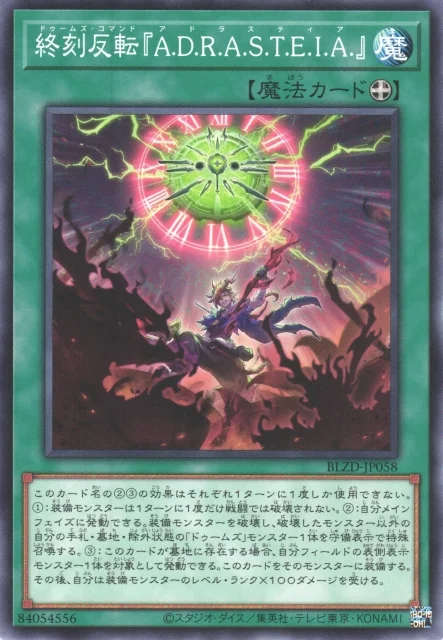 ドゥームズ・コマンド アドラスティア
終刻反転『A.D.R.A.S.T.E.I.A.』 魔
【魔法カード】
BLZD-JP058
このカード名の②③の効果はそれぞれ1ターンに1度しか使用できない。
①:装備モンスターは1ターンに1度だけ戦闘では破壊されない。②:自分メイ
ンフェイズに発動できる。装備モンスターを破壊し、破壊したモンスター以外の
自分の手札・墓地・除外状態の「ドゥームズ」モンスター1体を守備表示で特殊
召喚する。③:このカードが墓地に存在する場合、自分フィールドの表側表示
モンスター1体を対象として発動できる。このカードをそのモンスターに装備する。
その後、自分は装備モンスターのレベル・ランク×100ダメージを受ける。
84054556
©スタジオ・ダイス/集英社・テレビ東京・KONAMI